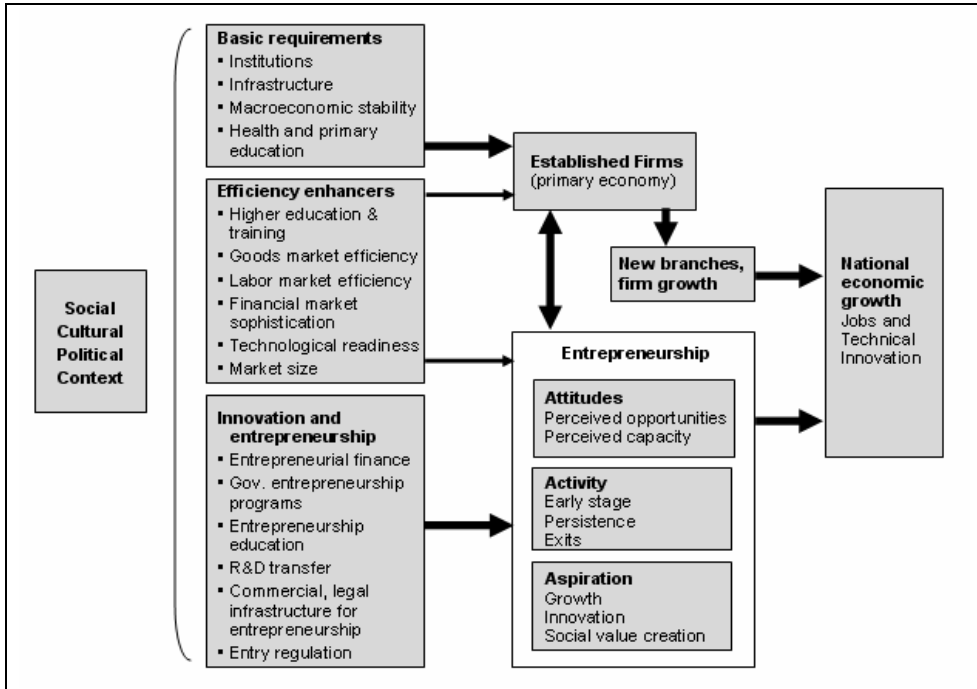 Social
Cultural
Political
Context
Basic requirements
▪ Institutions
▪ Infrastructure
▪ Macroeconomic stability
▪ Health and primary
education
Efficiency enhancers
▪ Higher education &
training
▪ Goods market efficiency
▪ Labor market efficiency
▪ Financial market
sophistication
▪ Technological readiness
▪ Market size
Innovation and
entrepreneurship
▪ Entrepreneurial finance
▪ Gov. entrepreneurship
programs
▪ Entrepreneurship
education
▪ R&D transfer
▪ Commercial, legal
infrastructure for
entrepreneurship
▪ Entry regulation
Established Firms
(primary economy)
New branches,
firm growth
Entrepreneurship
Attitudes
Perceived opportunities
Perceived capacity
Activity
Early stage
Persistence
Exits
Aspiration
Growth
Innovation
Social value creation
National
economic
growth
Jobs and
Technical
Innovation